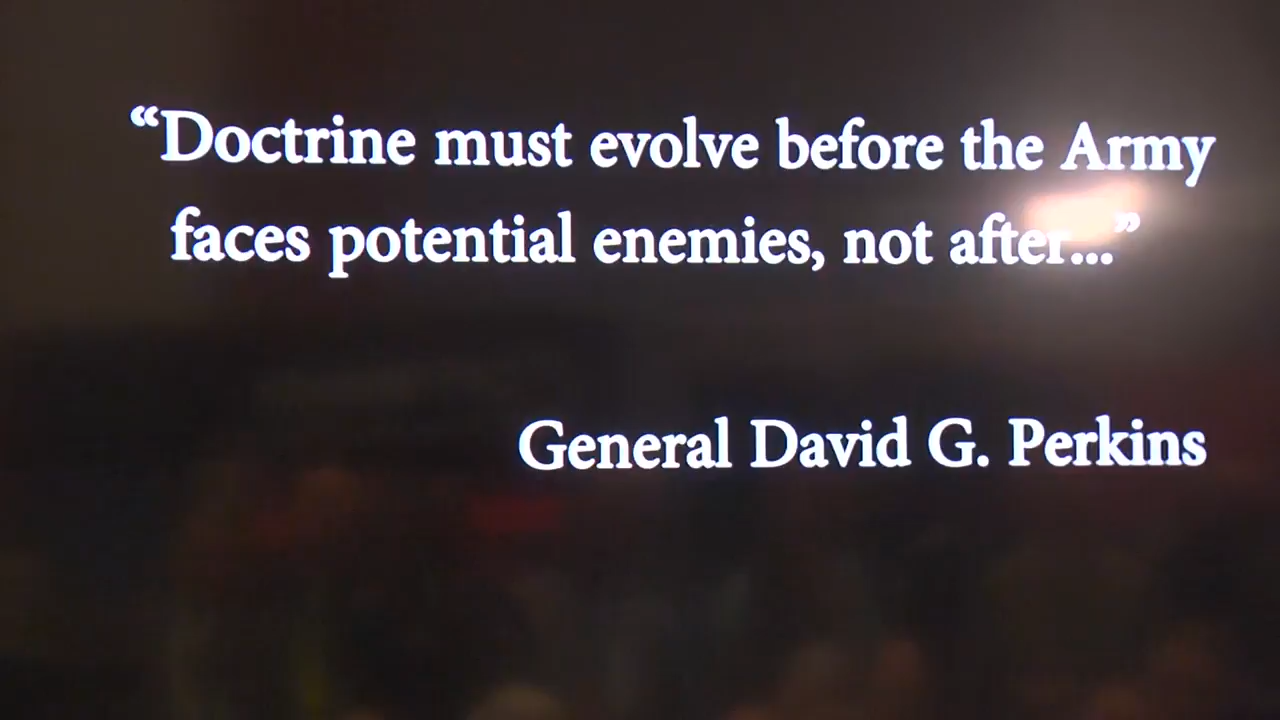 “Doctrine must evolve before the Army
faces potential enemies, not after...”
General David G. Perkins